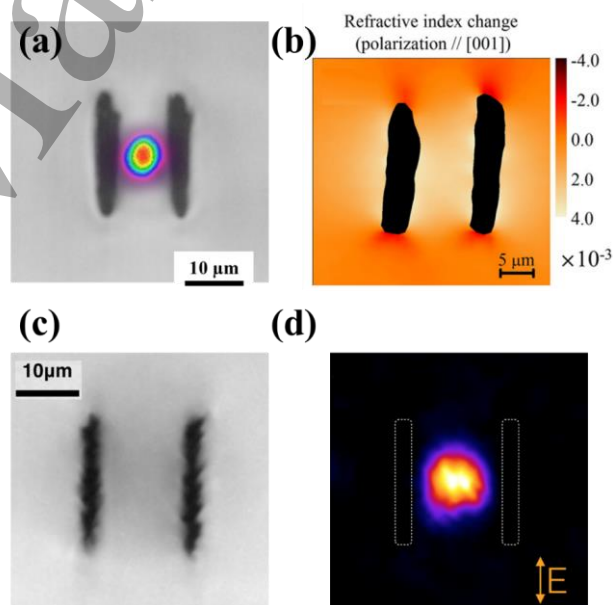 (a)
10 µm
(b)
Refractive index change
(polarization // [001])
-4.0
-2.0
0.0
2.0
4.0
×10⁻³
5 µm
(c)
10µm
(d)
E